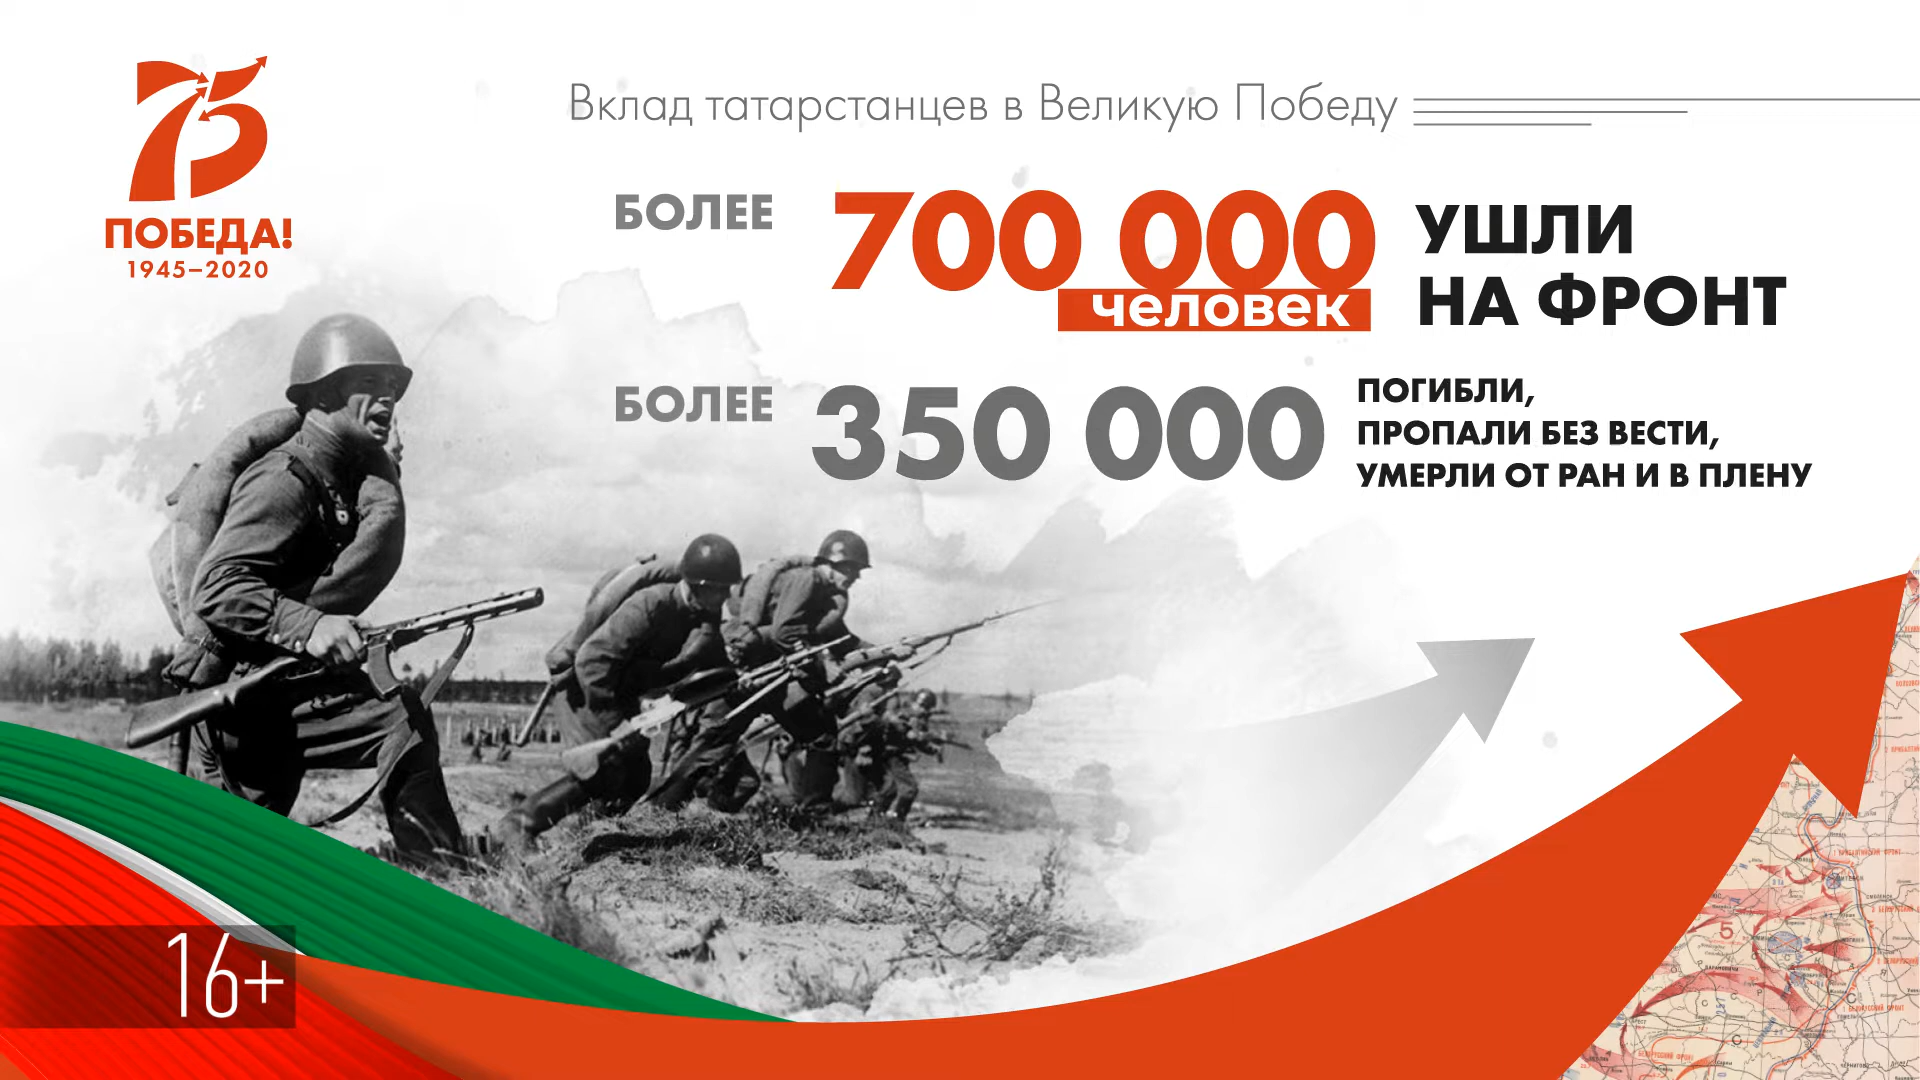 75
ПОБЕДА!
1945–2020
Вклад татарстанцев в Великую Победу
БОЛЕЕ 700 000 человек УШЛИ
НА ФРОНТ
БОЛЕЕ 350 000 ПОГИБЛИ,
ПРОПАЛИ БЕЗ ВЕСТИ,
УМЕРЛИ ОТ РАН И В ПЛЕНУ
16+